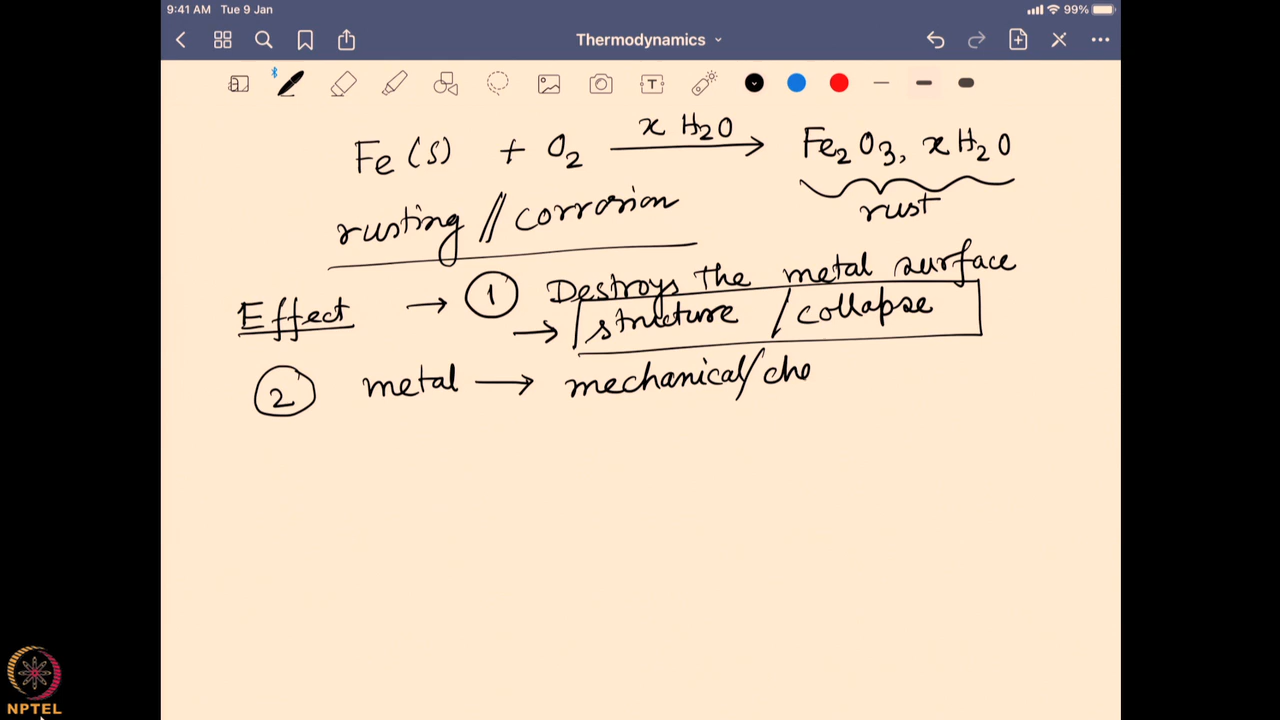 9:41 AM Tue 9 Jan 99%
Thermodynamics
T
x H2O
Fe (s) + O2 → Fe2O3, x H2O
rust
rusting // corrosion
Effect → 1 Destroys the metal surface
→ structure / collapse
2 metal → mechanical/che
NPTEL